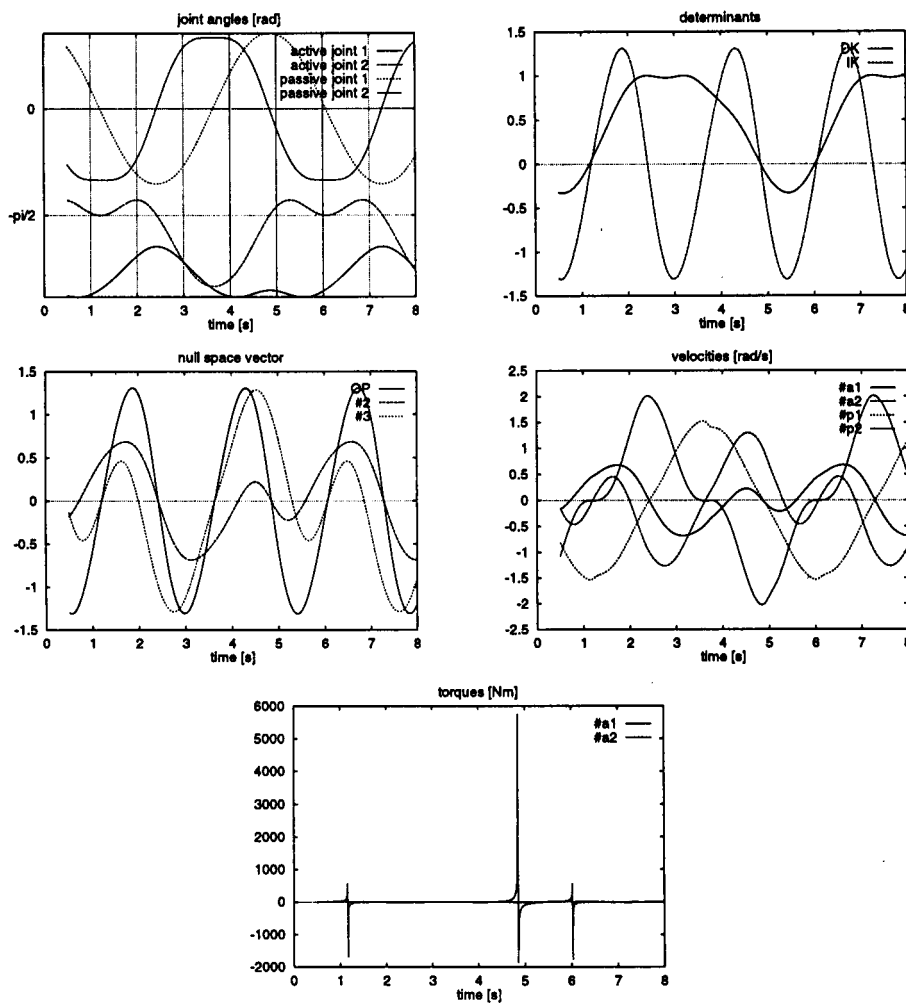 joint angles [rad]
active joint 1
active joint 2
passive joint 1
passive joint 2
0
-pi/2
0 1 2 3 4 5 6 7 8
time [s]
determinants
DK
IK
1.5
1
0.5
0
-0.5
-1
-1.5
0 1 2 3 4 5 6 7 8
time [s]
null space vector
OP
#2
#3
1.5
1
0.5
0
-0.5
-1
-1.5
0 1 2 3 4 5 6 7 8
time [s]
velocities [rad/s]
#a1
#a2
#p1
#p2
2.5
2
1.5
1
0.5
0
-0.5
-1
-1.5
-2
-2.5
0 1 2 3 4 5 6 7 8
time [s]
torques [Nm]
#a1
#a2
6000
5000
4000
3000
2000
1000
0
-1000
-2000
0 1 2 3 4 5 6 7 8
time [s]